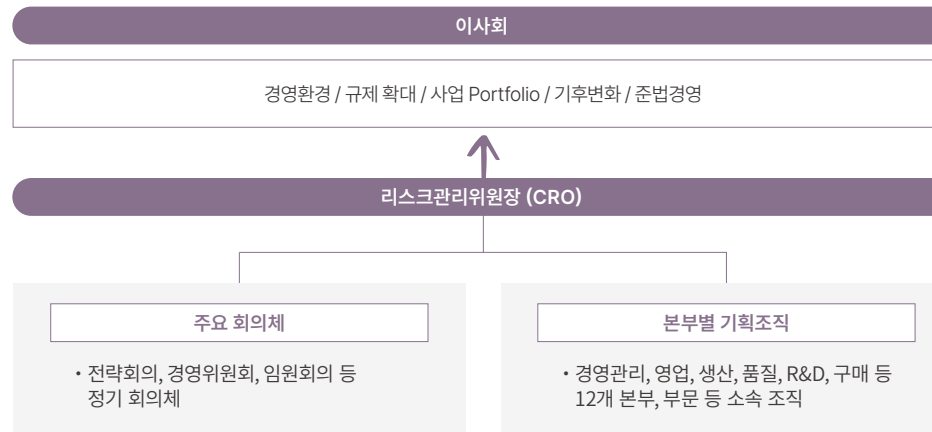 이사회
경영환경 / 규제 확대 / 사업 Portfolio / 기후변화 / 준법경영
리스크관리위원장 (CRO)
주요 회의체
• 전략회의, 경영위원회, 임원회의 등
정기 회의체
본부별 기획조직
• 경영관리, 영업, 생산, 품질, R&D, 구매 등
12개 본부, 부문 등 소속 조직